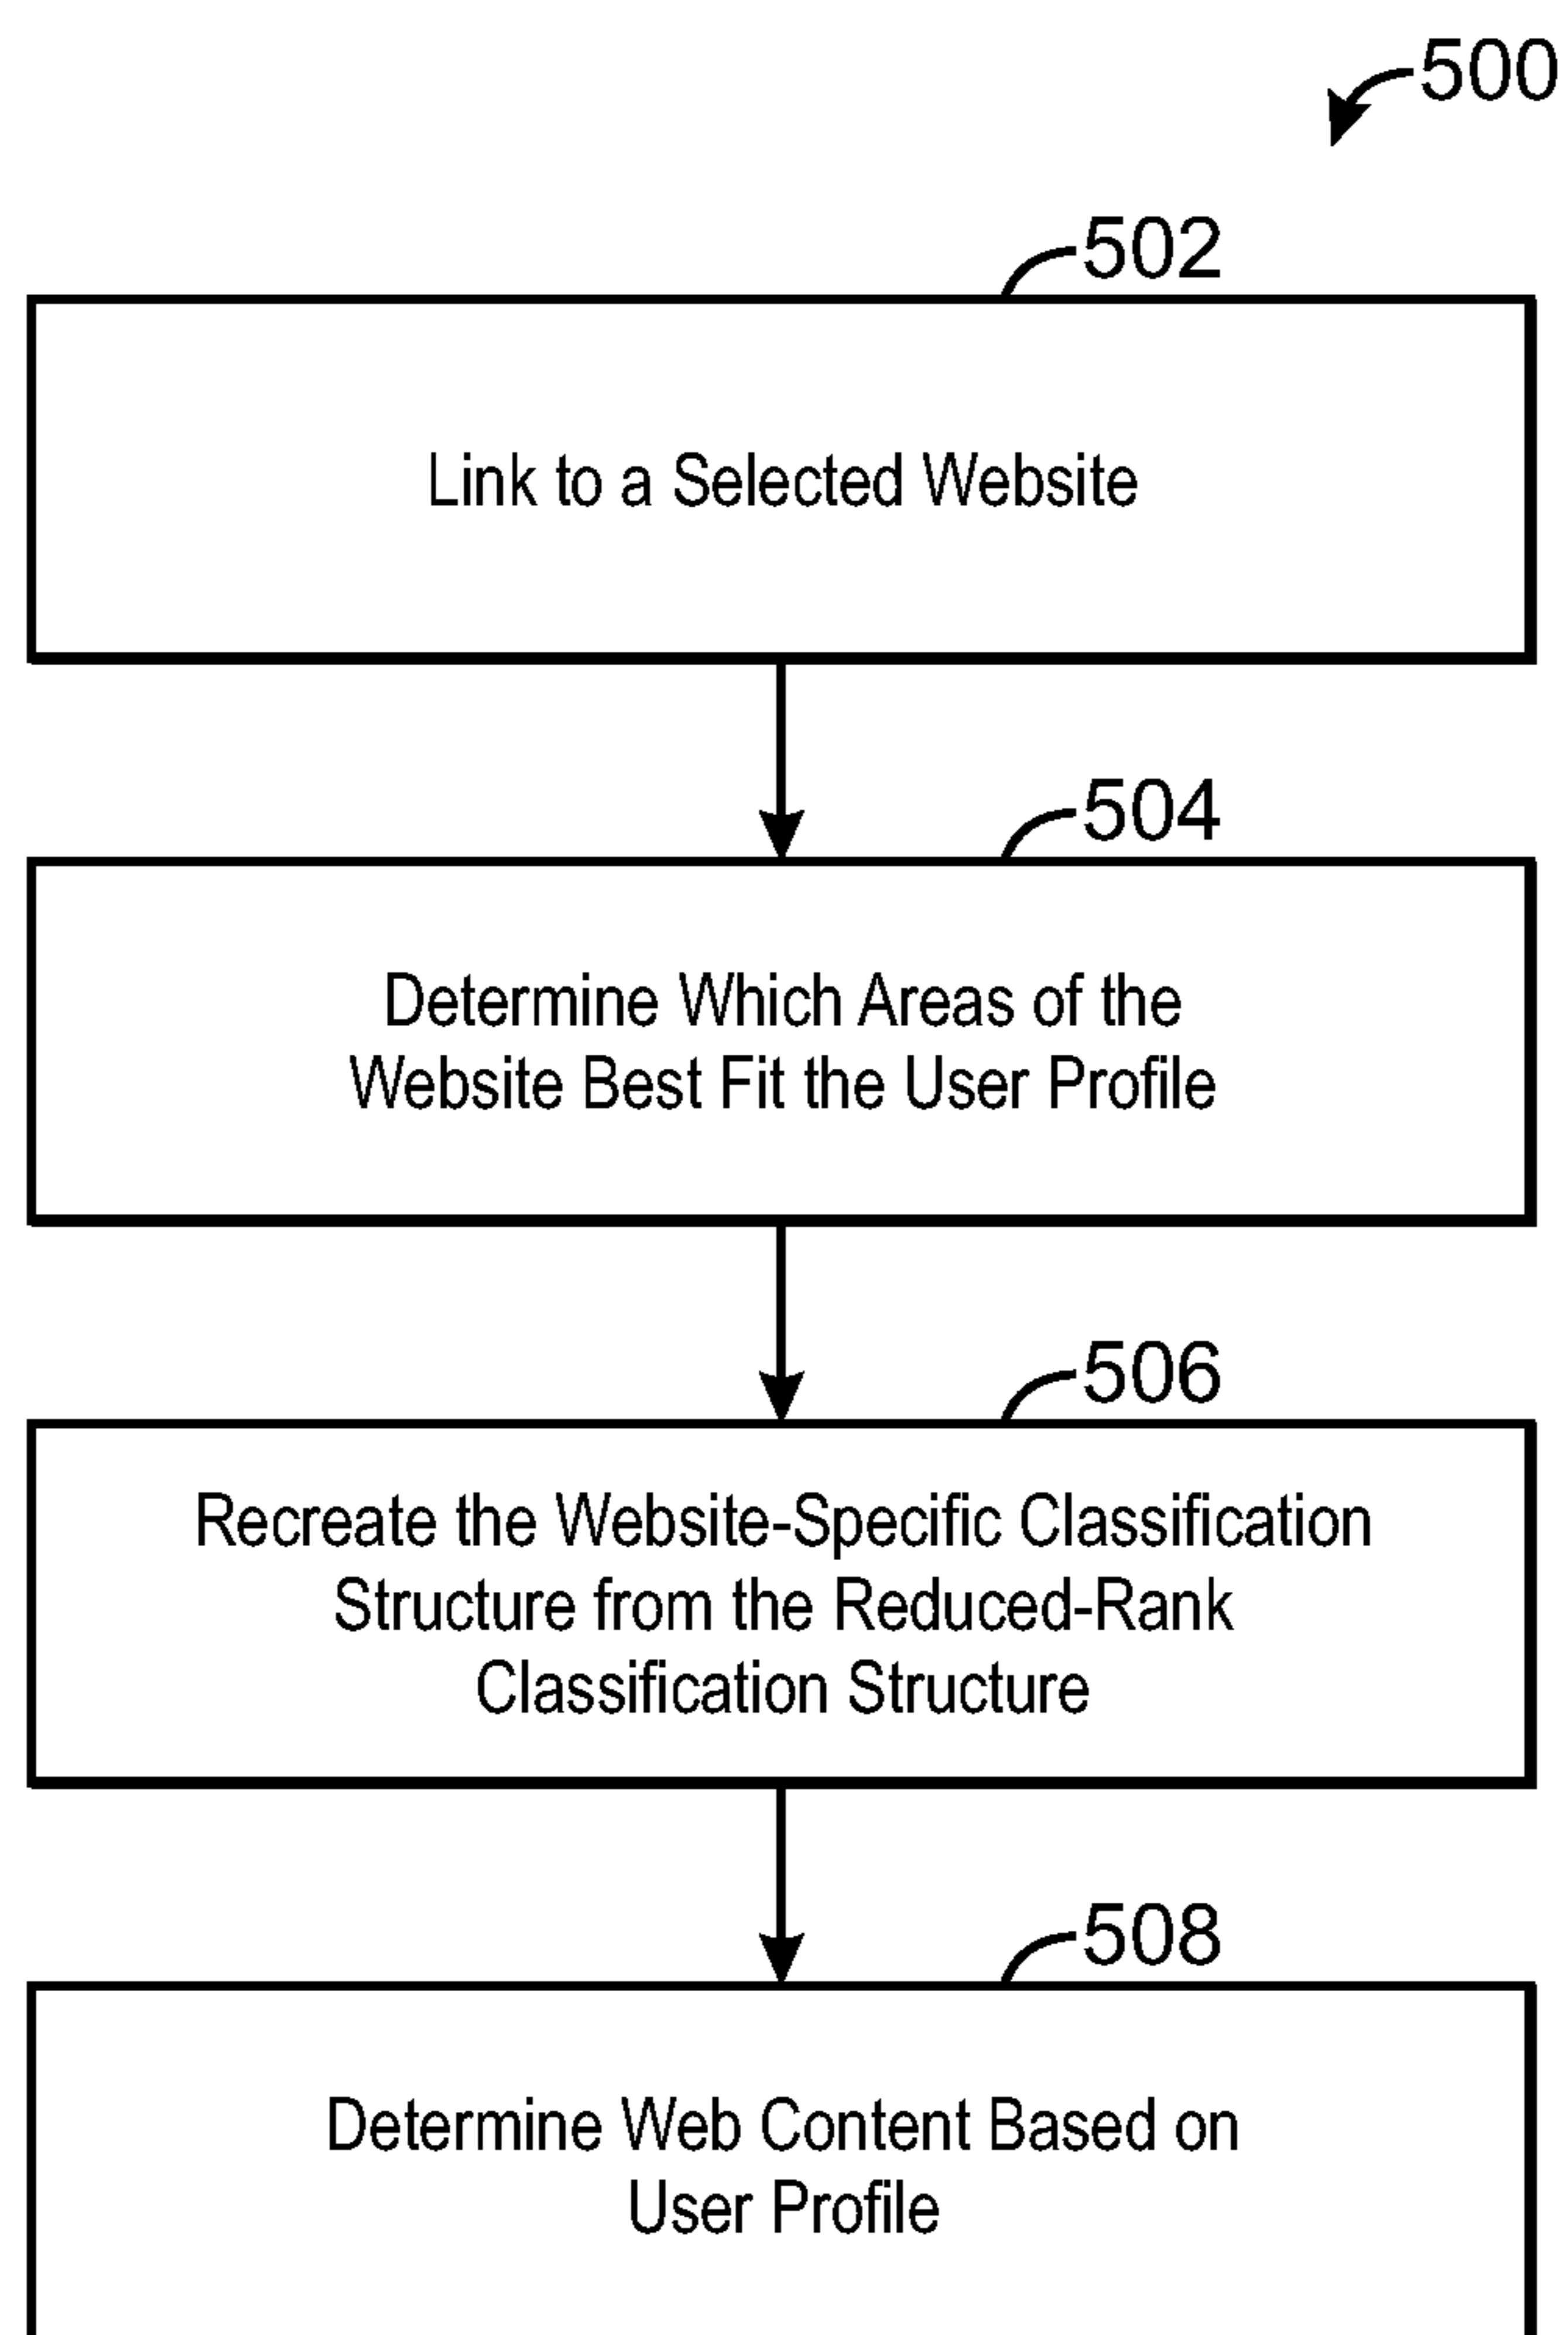 500
502
Link to a Selected Website
504
Determine Which Areas of the
Website Best Fit the User Profile
506
Recreate the Website-Specific Classification
Structure from the Reduced-Rank
Classification Structure
508
Determine Web Content Based on
User Profile